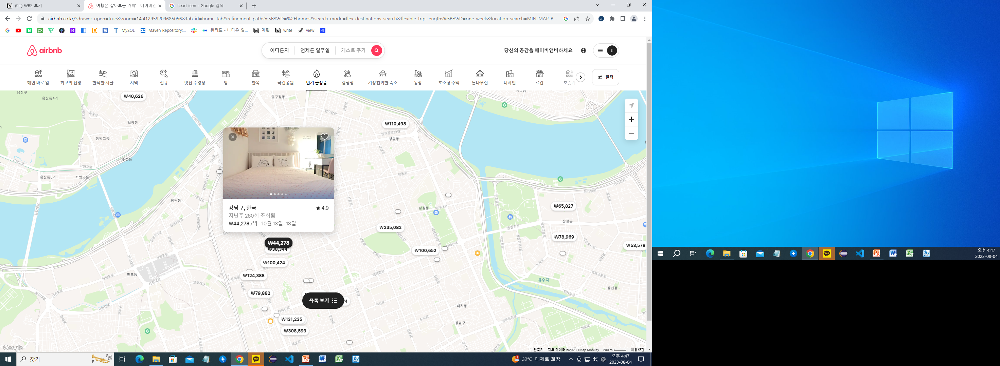 (9+) WBS 보기
여행은 살아보는 거야 - 에어비앤
heart icon - Google 검색
airbnb.co.kr/?drawer_open=true&zoom=14.412959209685056&tab_id=home_tab&refinement_paths%5B%5D=%2Fhomes&search_mode=flex_destinations_search&flexible_trip_lengths%5B%5D=one_week&location_search=MIN_MAP_B...
MySQL
Maven Repository:...
원티드 - 나다운 일...
계획
write
view
airbnb
어디든지
언제든 일주일
게스트 추가
당신의 공간을 에어비앤비하세요
진
해변 바로 앞
최고의 전망
한적한 시골
저택
신규
멋진 수영장
방
한옥
국립공원
인기 급상승
캠핑장
기상천외한 숙소
농장
초소형 주택
통나무집
디자인
료칸
필터
용산구
용산동4가
₩40,626
압구정동
보광동
동빙고동
주성동
서빙고동
용산동6가
서빙고로
잠원동
₩110,498
청담동
강남구, 한국
4.9
지난주 280회 조회됨
₩44,278 /박 · 10월 13일~18일
₩44,278
₩38,344
₩100,424
₩124,388
₩79,882
반포동
목록 보기
74
₩131,235
₩308,593
삼성동
₩235,082
₩100,652
₩65,827
잠실동
₩78,969
₩53,578
유수지
삼전동
대치동
강남구
Google
단축키
지도 데이터 ©2023 TMap Mobility
200 m
이용약관
찾기
TALK
32°C 대체로 화창
오후 4:47
2023-08-04
TALK
오후 4:47
2023-08-04